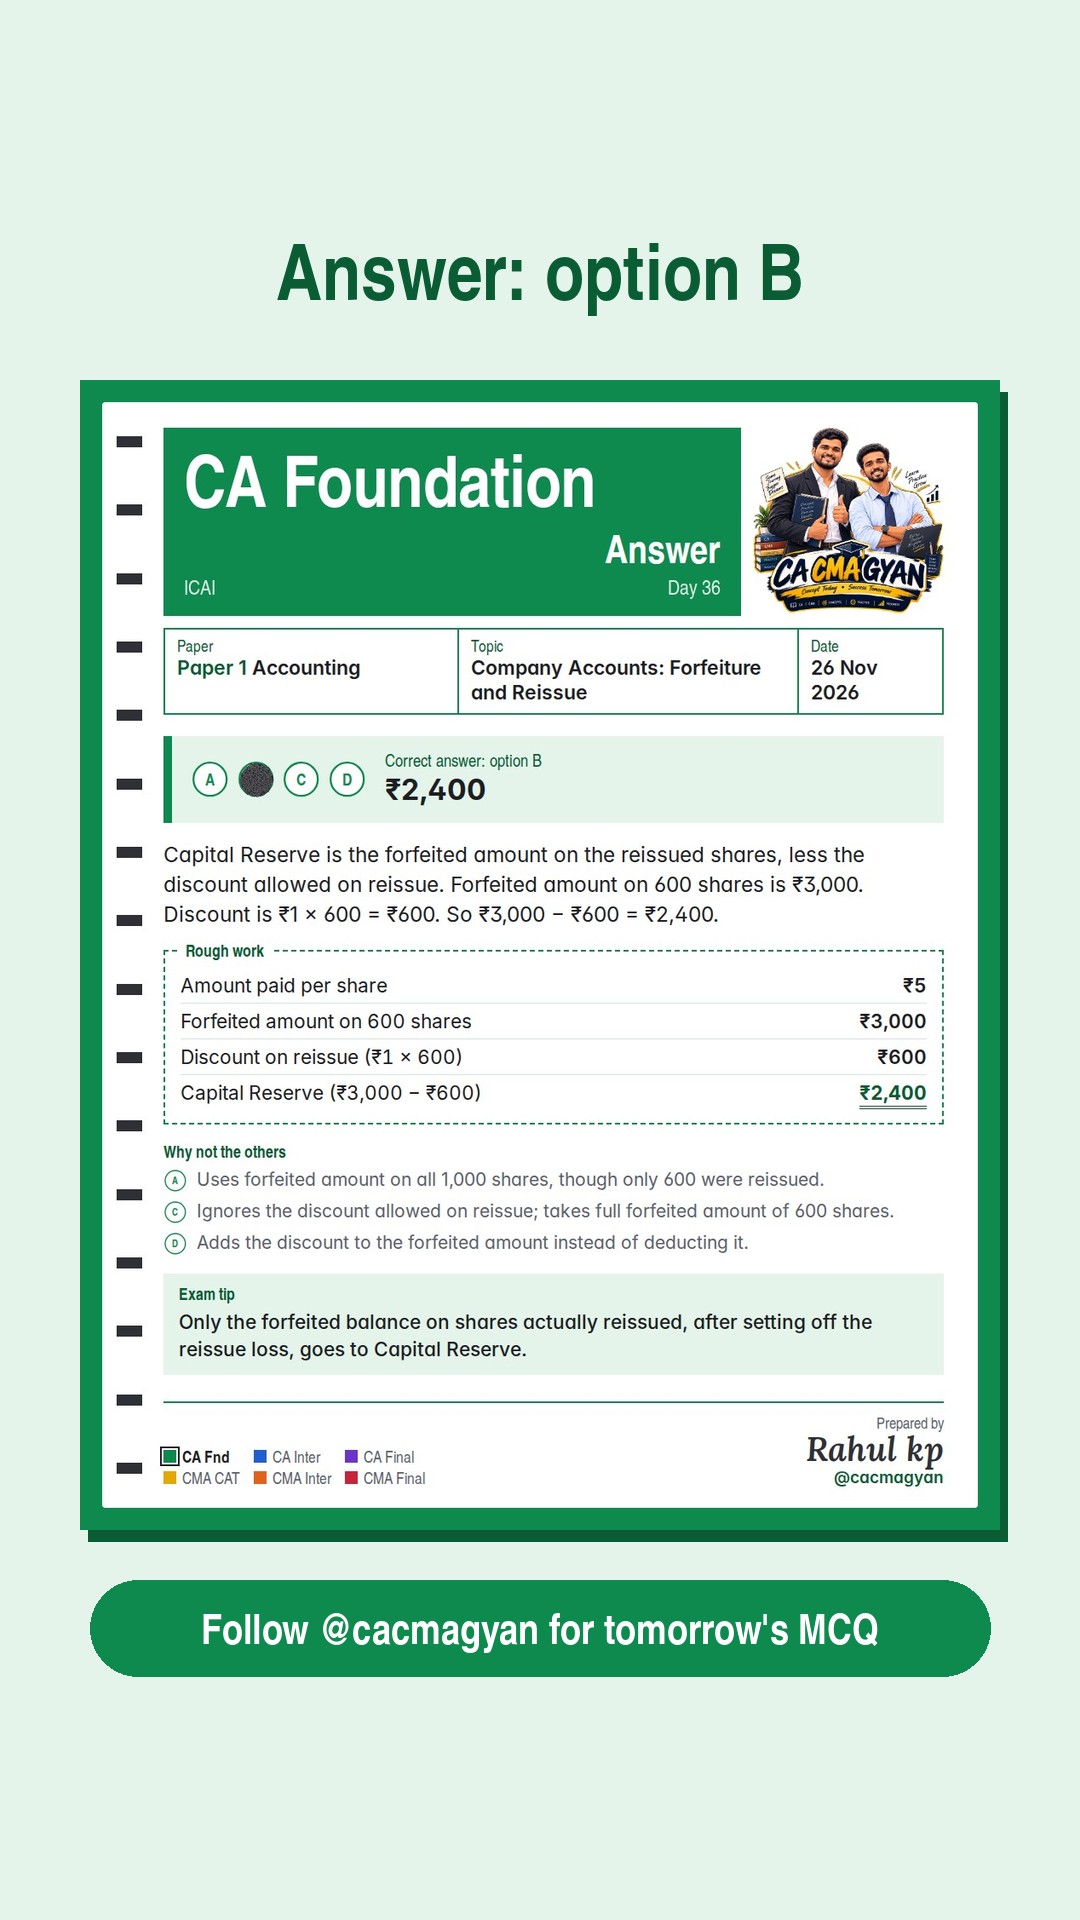 Answer: option B
CA Foundation
Answer
ICAI
Day 36
CA CMA GYAN
Concept Today • Success Tomorrow
Learn
Practice
Grow
Paper
Paper 1 Accounting
Topic
Company Accounts: Forfeiture
and Reissue
Date
26 Nov
2026
A
C
D
Correct answer: option B
₹2,400
Capital Reserve is the forfeited amount on the reissued shares, less the
discount allowed on reissue. Forfeited amount on 600 shares is ₹3,000.
Discount is ₹1 × 600 = ₹600. So ₹3,000 − ₹600 = ₹2,400.
Rough work
Amount paid per share ₹5
Forfeited amount on 600 shares ₹3,000
Discount on reissue (₹1 × 600) ₹600
Capital Reserve (₹3,000 − ₹600) ₹2,400
Why not the others
A Uses forfeited amount on all 1,000 shares, though only 600 were reissued.
C Ignores the discount allowed on reissue; takes full forfeited amount of 600 shares.
D Adds the discount to the forfeited amount instead of deducting it.
Exam tip
Only the forfeited balance on shares actually reissued, after setting off the
reissue loss, goes to Capital Reserve.
Prepared by
Rahul kp
@cacmagyan
CA Fnd CA Inter CA Final
CMA CAT CMA Inter CMA Final
Follow @cacmagyan for tomorrow's MCQ